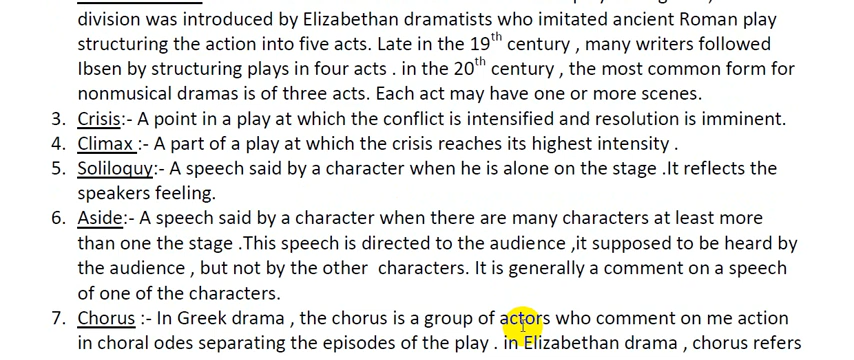 division was introduced by Elizabethan dramatists who imitated ancient Roman play
structuring the action into five acts. Late in the 19th century , many writers followed
Ibsen by structuring plays in four acts . in the 20th century , the most common form for
nonmusical dramas is of three acts. Each act may have one or more scenes.
3. Crisis:- A point in a play at which the conflict is intensified and resolution is imminent.
4. Climax :- A part of a play at which the crisis reaches its highest intensity .
5. Soliloquy:- A speech said by a character when he is alone on the stage .It reflects the
speakers feeling.
6. Aside:- A speech said by a character when there are many characters at least more
than one the stage .This speech is directed to the audience ,it supposed to be heard by
the audience , but not by the other characters. It is generally a comment on a speech
of one of the characters.
7. Chorus :- In Greek drama , the chorus is a group of actors who comment on me action
in choral odes separating the episodes of the play . in Elizabethan drama , chorus refers